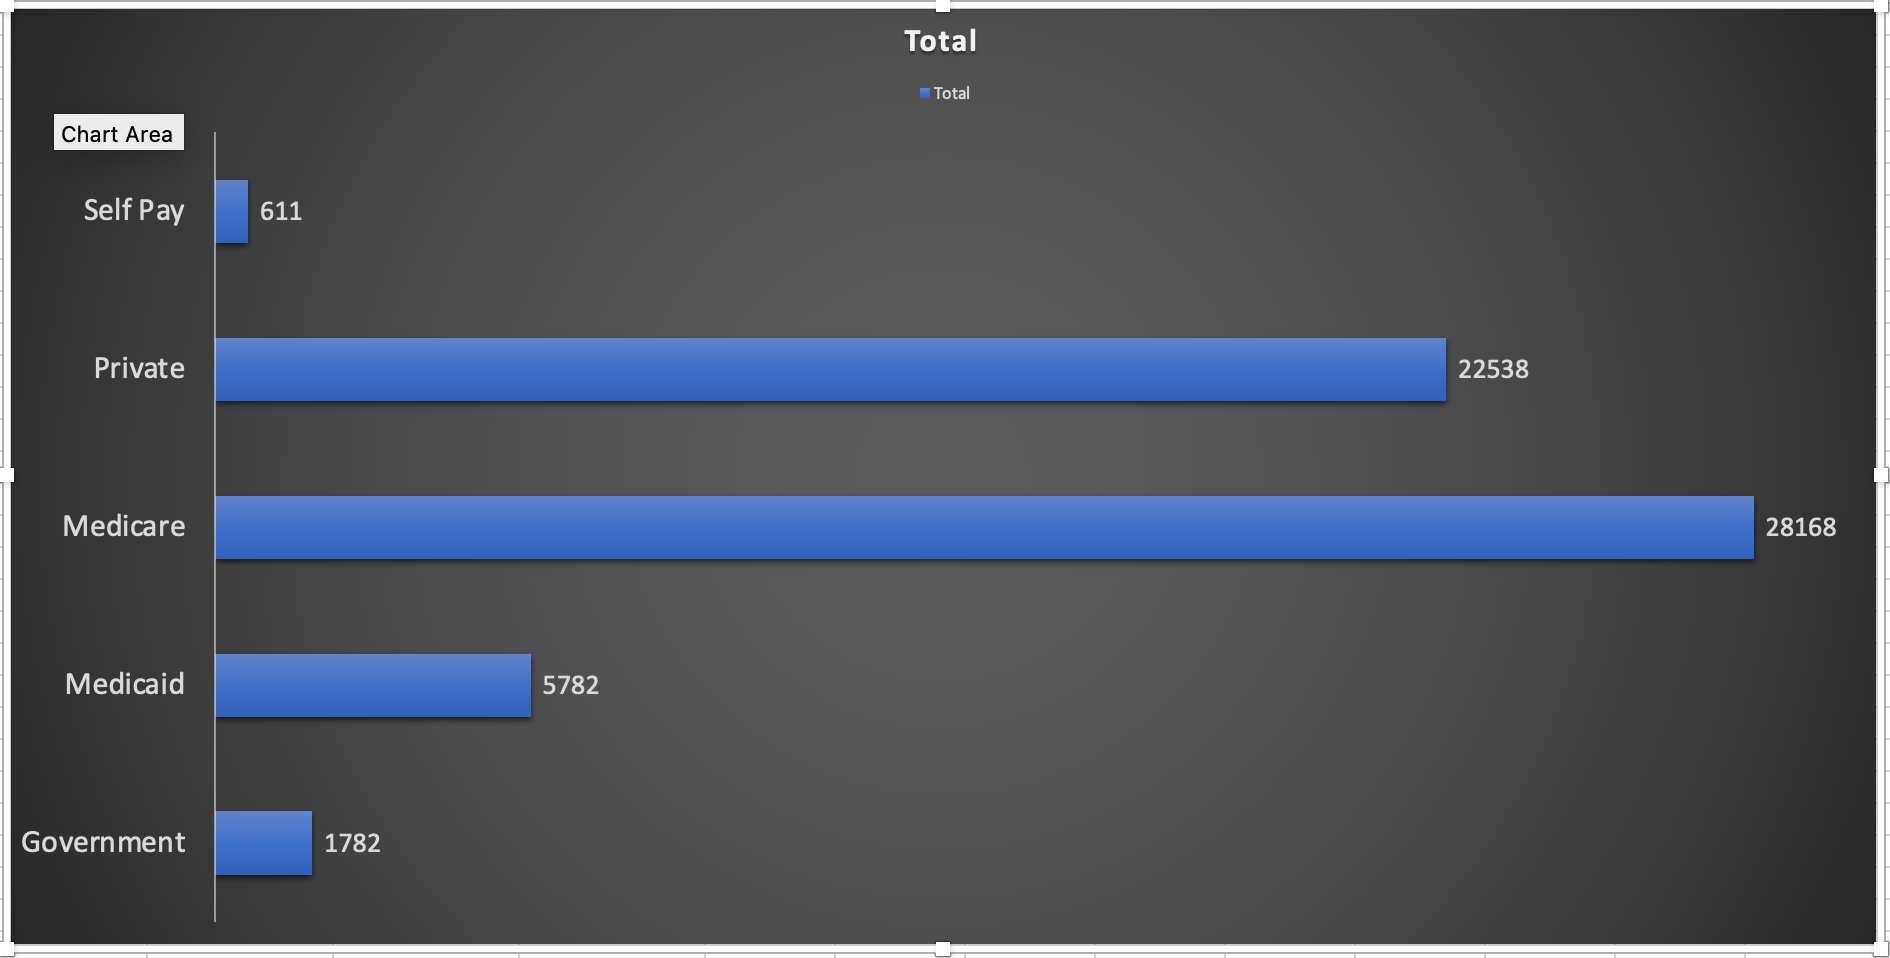 Total
Total
Chart Area
Self Pay 611
Private 22538
Medicare 28168
Medicaid 5782
Government 1782